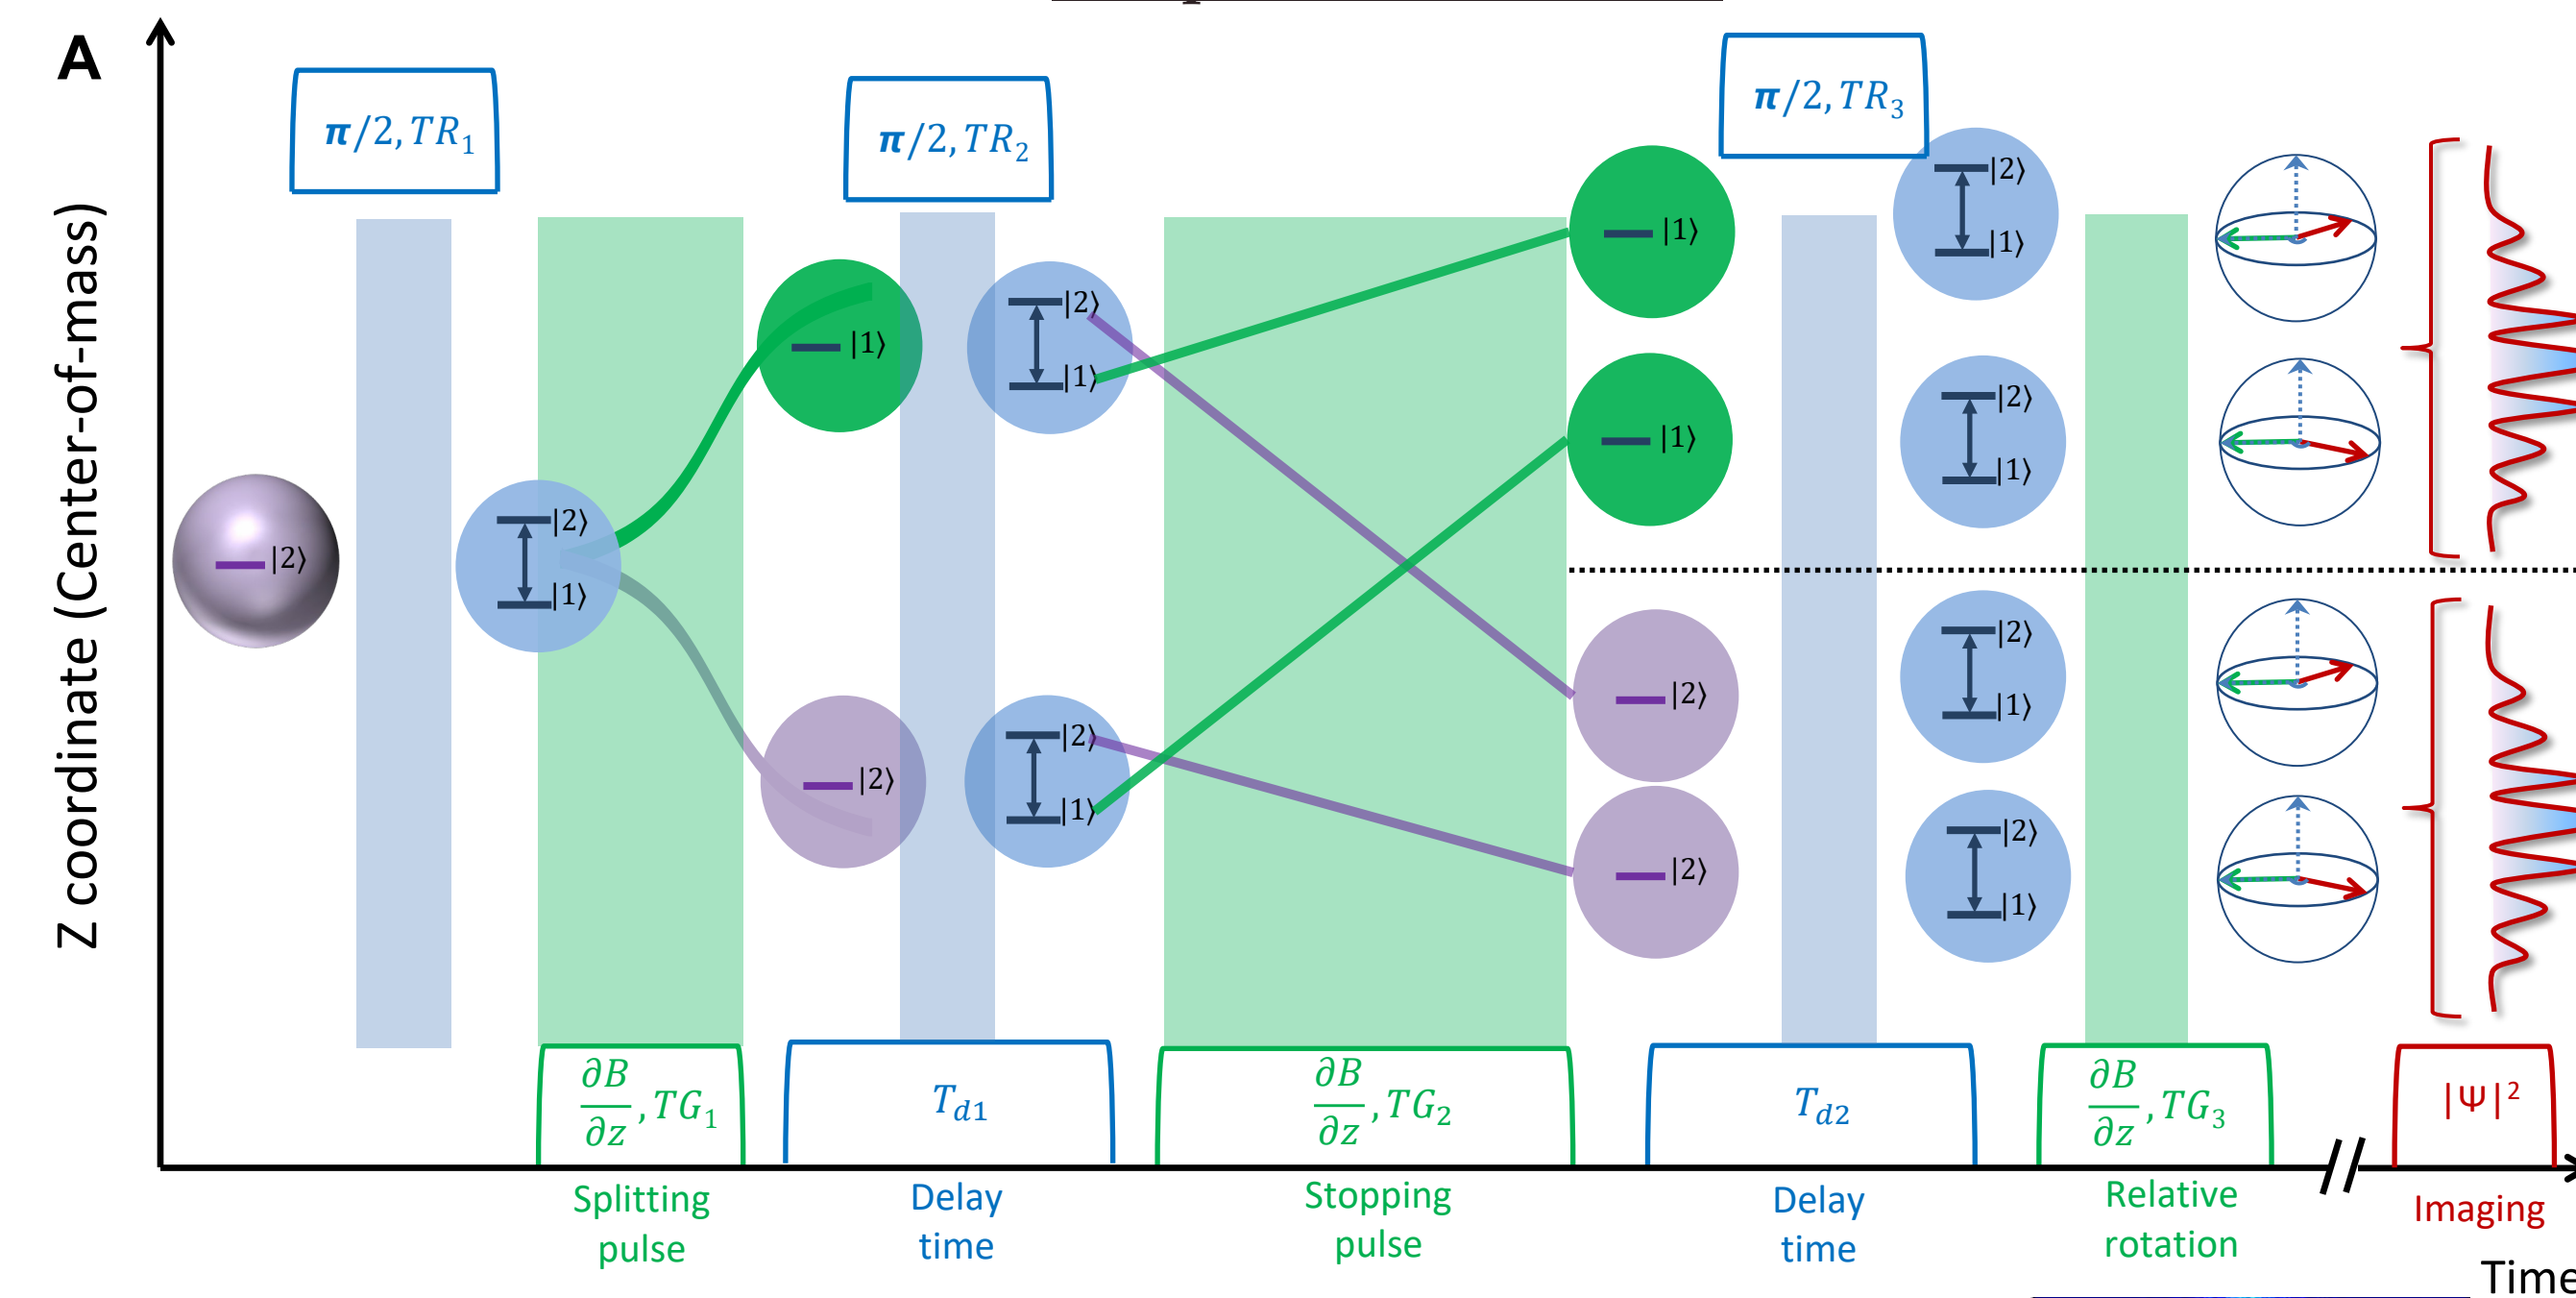 A
Z coordinate (Center-of-mass)
π/2, TR₁
π/2, TR₂
π/2, TR₃
|2⟩
|2⟩
|1⟩
|1⟩
|2⟩
|2⟩
|1⟩
|2⟩
|1⟩
|1⟩
|1⟩
|2⟩
|2⟩
|2⟩
|1⟩
|2⟩
|1⟩
|2⟩
|1⟩
|2⟩
|1⟩
∂B/∂z, TG₁
T_d1
∂B/∂z, TG₂
T_d2
∂B/∂z, TG₃
|Ψ|²
Splitting
pulse
Delay
time
Stopping
pulse
Delay
time
Relative
rotation
Imaging
Time